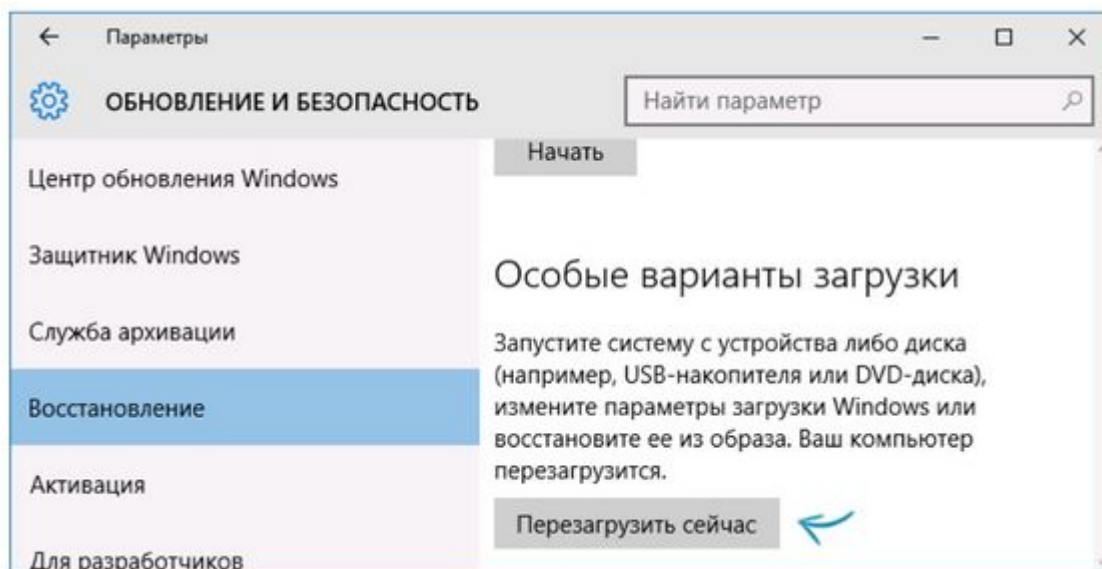 Параметры
ОБНОВЛЕНИЕ И БЕЗОПАСНОСТЬ
Найти параметр
Центр обновления Windows
Защитник Windows
Служба архивации
Восстановление
Активация
Для разработчиков
Начать
Особые варианты загрузки
Запустите систему с устройства либо диска
(например, USB-накопителя или DVD-диска),
измените параметры загрузки Windows или
восстановите ее из образа. Ваш компьютер
перезагрузится.
Перезагрузить сейчас